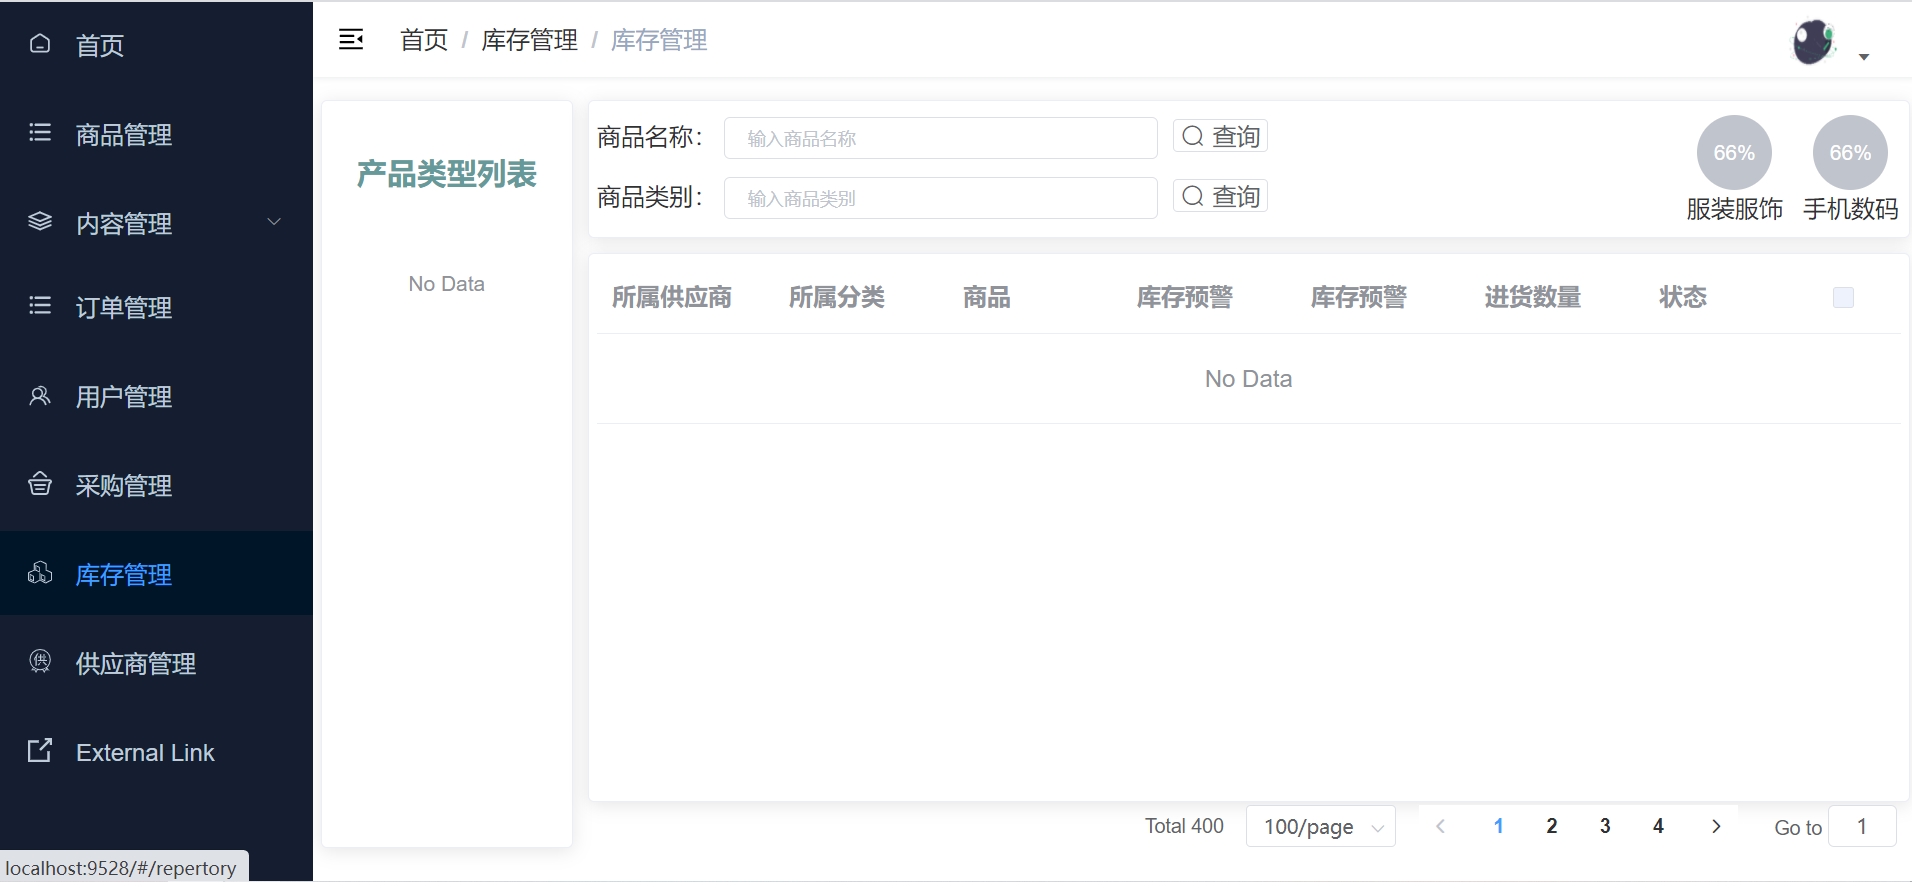 首页
商品管理
内容管理
订单管理
用户管理
采购管理
库存管理
供
供应商管理
External Link
localhost:9528/#/repertory
首页 / 库存管理 / 库存管理
产品类型列表
No Data
商品名称： 输入商品名称 查询
商品类别： 输入商品类别 查询
66% 66%
服装服饰 手机数码
所属供应商 所属分类 商品 库存预警 库存预警 进货数量 状态
No Data
Total 400 100/page 1 2 3 4 Go to 1